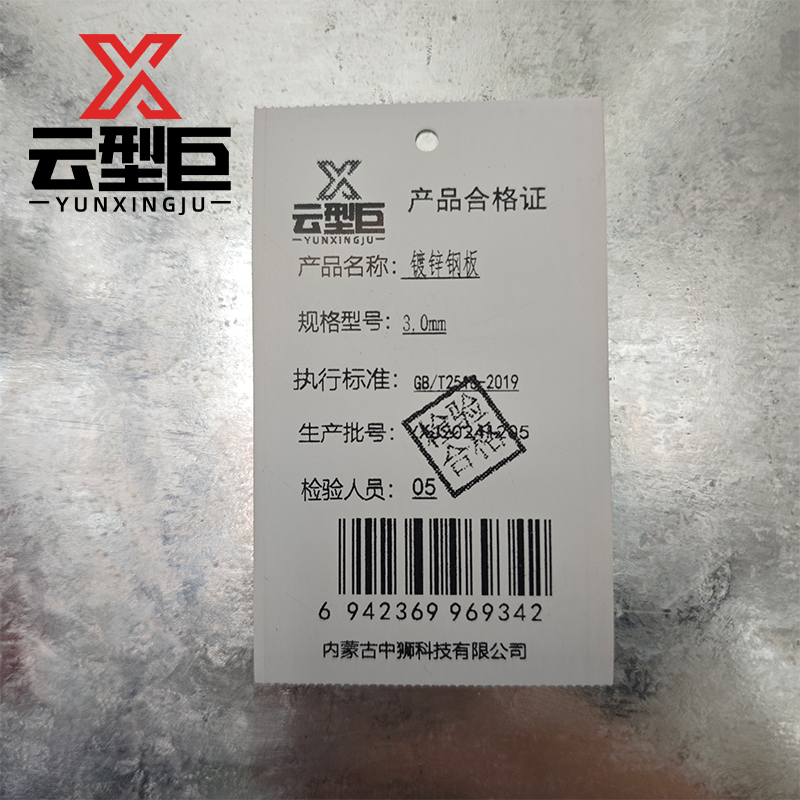 云型巨
YUNXINGJU
云型巨
YUNXINGJU
产品合格证
产品名称：镀锌钢板
规格型号：3.0mm
执行标准：GB/T2518-2019
生产批号：YXJ20241205
检验合格
检验人员：05
6 942369 969342
内蒙古中狮科技有限公司